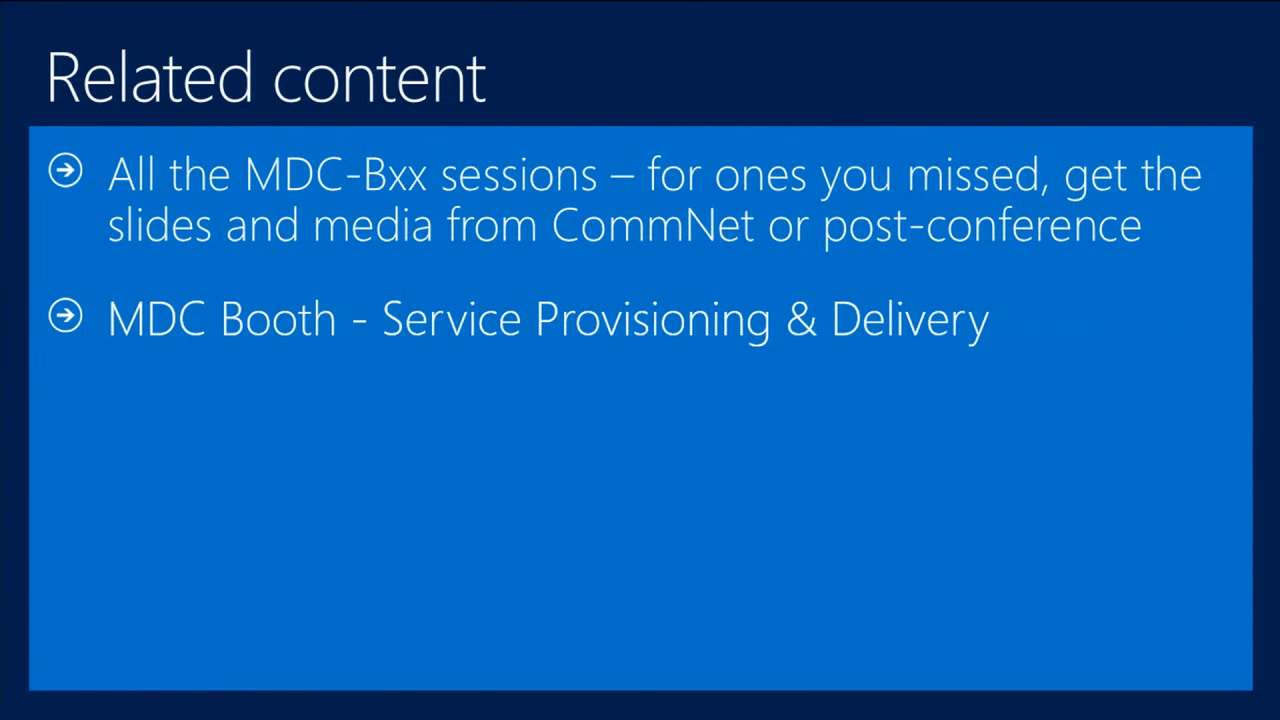 Related content
All the MDC-Bxx sessions – for ones you missed, get the
slides and media from CommNet or post-conference
MDC Booth - Service Provisioning & Delivery